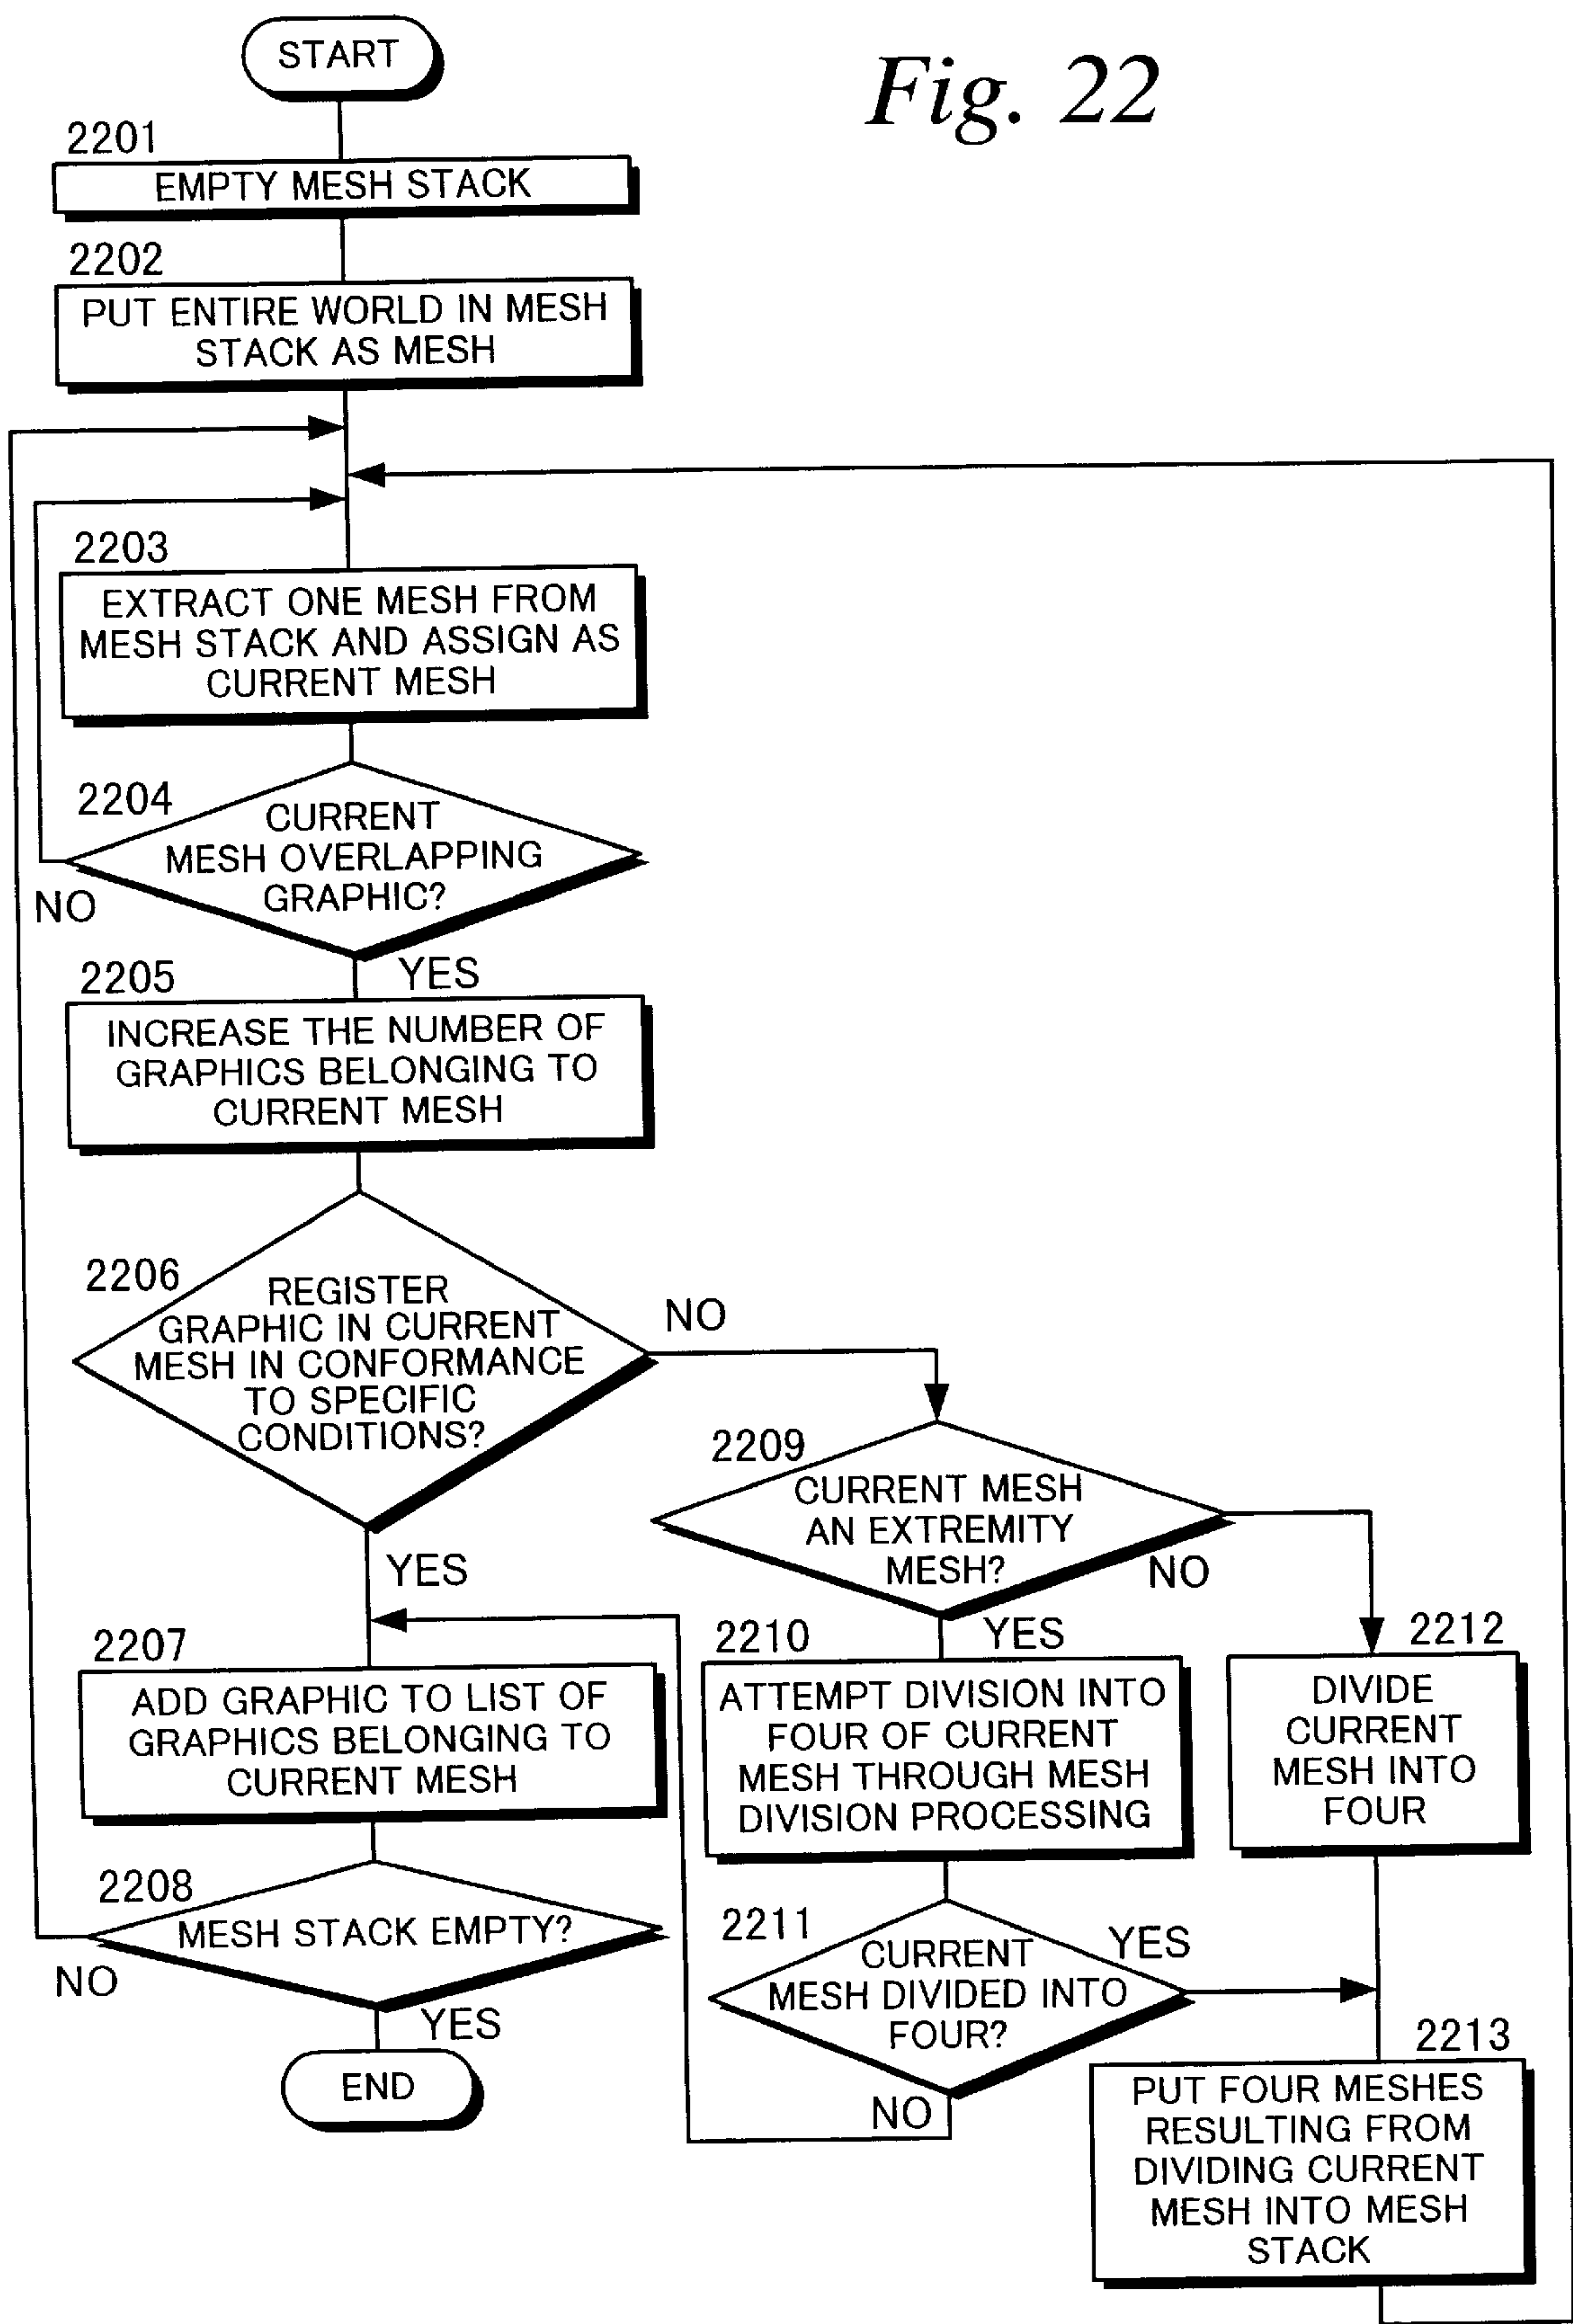 START
Fig. 22
2201
EMPTY MESH STACK
2202
PUT ENTIRE WORLD IN MESH
STACK AS MESH
2203
EXTRACT ONE MESH FROM
MESH STACK AND ASSIGN AS
CURRENT MESH
2204
CURRENT
MESH OVERLAPPING
GRAPHIC?
NO
YES
2205
INCREASE THE NUMBER OF
GRAPHICS BELONGING TO
CURRENT MESH
2206
REGISTER
GRAPHIC IN CURRENT
MESH IN CONFORMANCE
TO SPECIFIC
CONDITIONS?
NO
YES
2207
ADD GRAPHIC TO LIST OF
GRAPHICS BELONGING TO
CURRENT MESH
2208
MESH STACK EMPTY?
NO
YES
END
2209
CURRENT MESH
AN EXTREMITY
MESH?
NO
YES
2210
ATTEMPT DIVISION INTO
FOUR OF CURRENT
MESH THROUGH MESH
DIVISION PROCESSING
2211
CURRENT
MESH DIVIDED INTO
FOUR?
YES
NO
2212
DIVIDE
CURRENT
MESH INTO
FOUR
2213
PUT FOUR MESHES
RESULTING FROM
DIVIDING CURRENT
MESH INTO MESH
STACK